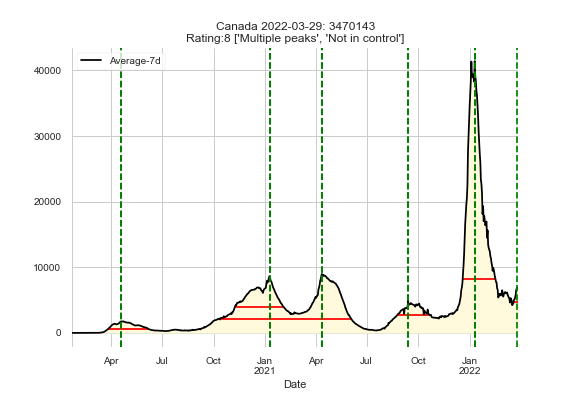 Canada 2022-03-29: 3470143
Rating:8 ['Multiple peaks', 'Not in control']
Average-7d
40000
30000
20000
10000
0
Apr Jul Oct Jan Apr Jul Oct Jan
2021 2022
Date